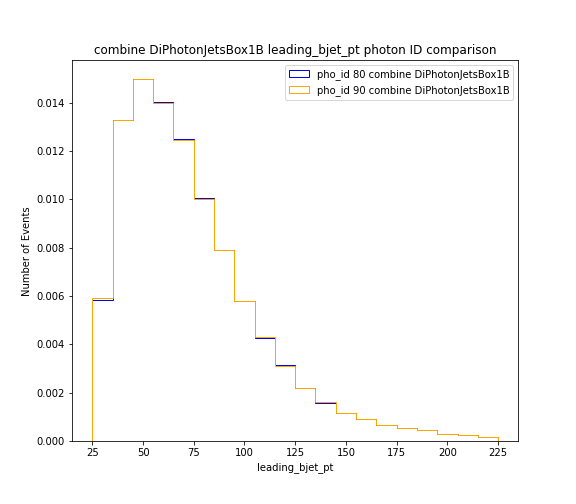 combine DiPhotonJetsBox1B leading_bjet_pt photon ID comparison
pho_id 80 combine DiPhotonJetsBox1B
pho_id 90 combine DiPhotonJetsBox1B
Number of Events
0.014
0.012
0.010
0.008
0.006
0.004
0.002
0.000
25 50 75 100 125 150 175 200 225
leading_bjet_pt